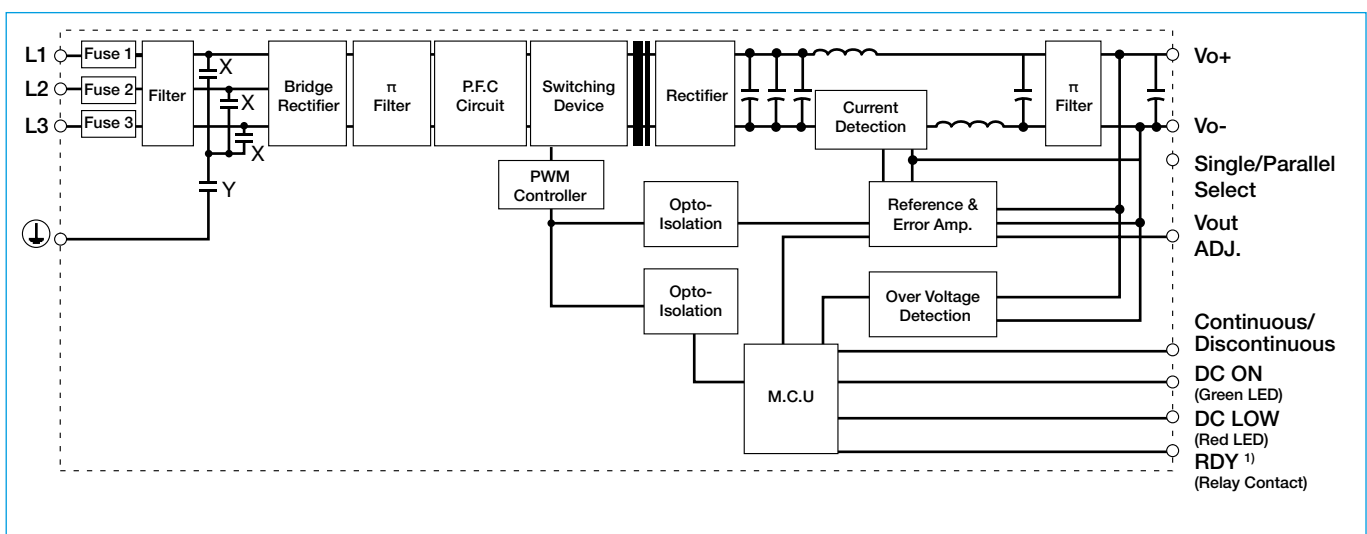 L1
Fuse 1
L2
Fuse 2
L3
Fuse 3
Filter
X
X
X
Y
Bridge
Rectifier
π
Filter
P.F.C
Circuit
Switching
Device
PWM
Controller
Rectifier
Current
Detection
π
Filter
Opto-
Isolation
Reference &
Error Amp.
Opto-
Isolation
Over Voltage
Detection
M.C.U
Vo+
Vo-
Single/Parallel
Select
Vout
ADJ.
Continuous/
Discontinuous
DC ON
(Green LED)
DC LOW
(Red LED)
RDY 1)
(Relay Contact)